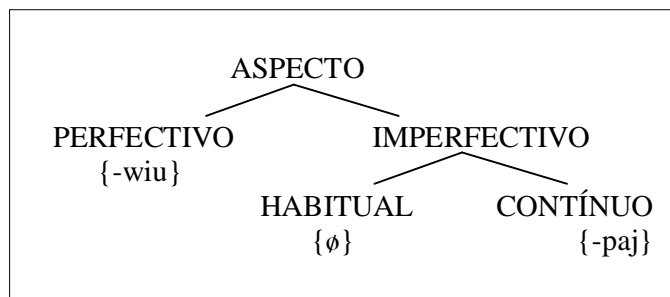 ASPECTO
PERFECTIVO IMPERFECTIVO
{-wiu}
HABITUAL CONTÍNUO
{ø} {-paj}